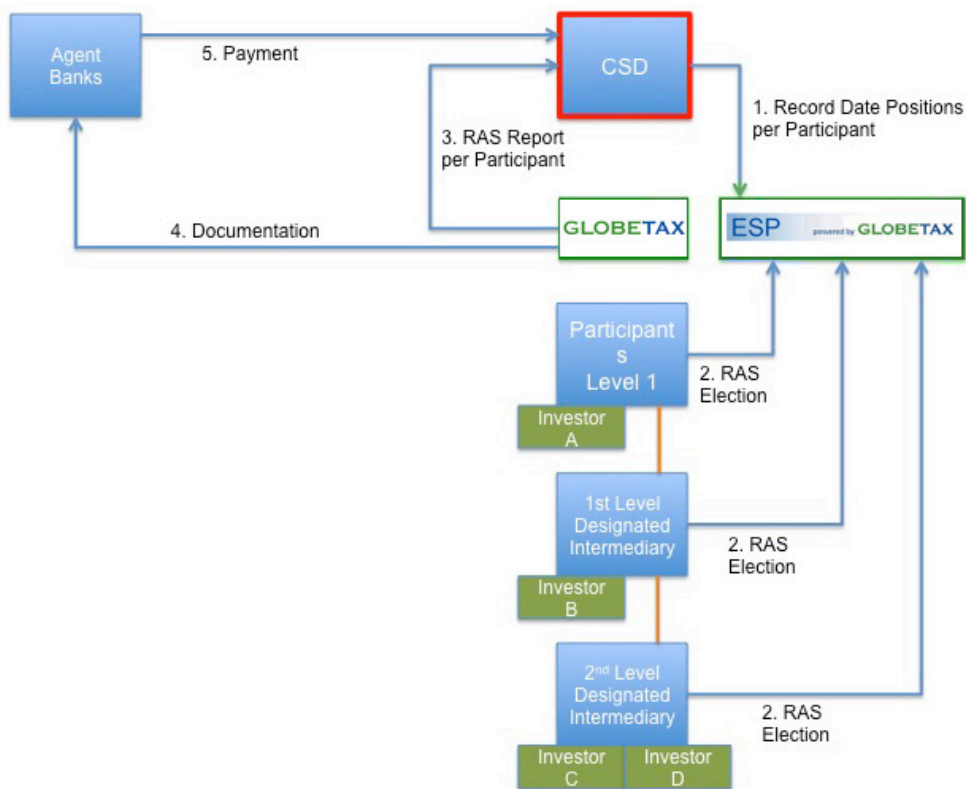 Agent
Banks
5. Payment
CSD
1. Record Date Positions
per Participant
3. RAS Report
per Participant
4. Documentation
GLOBETAX
ESP powered by GLOBETAX
Participant
s
Level 1
2. RAS
Election
Investor
A
1st Level
Designated
Intermediary
2. RAS
Election
Investor
B
2nd Level
Designated
Intermediary
2. RAS
Election
Investor
C
Investor
D